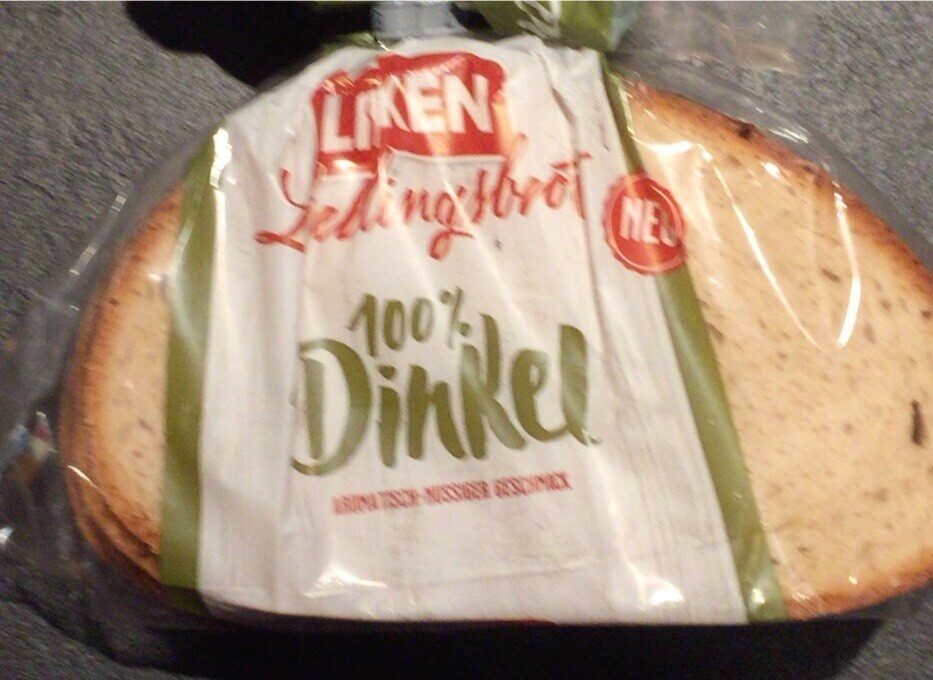 LIKEN
Lieblingsbrot
NEU
100%
Dinkel
AROMATISCH-NUSSIGER GESCHMACK